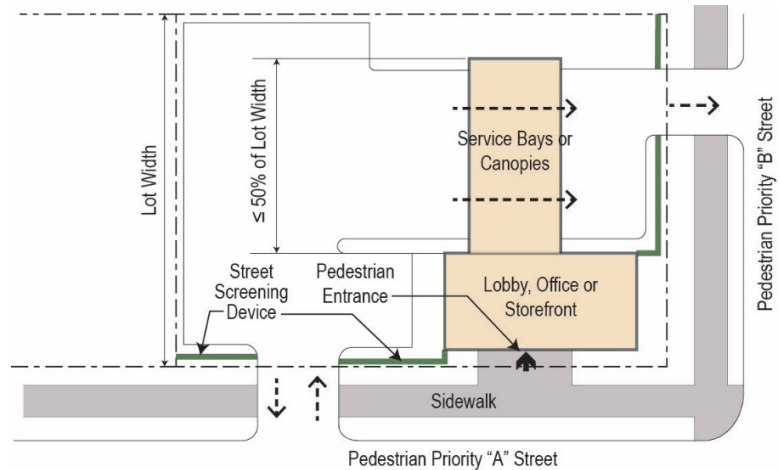 Lot Width
≤ 50% of Lot Width
Service Bays or
Canopies
Pedestrian Priority “B” Street
Street
Screening
Device
Pedestrian
Entrance
Lobby, Office or
Storefront
Sidewalk
Pedestrian Priority “A” Street